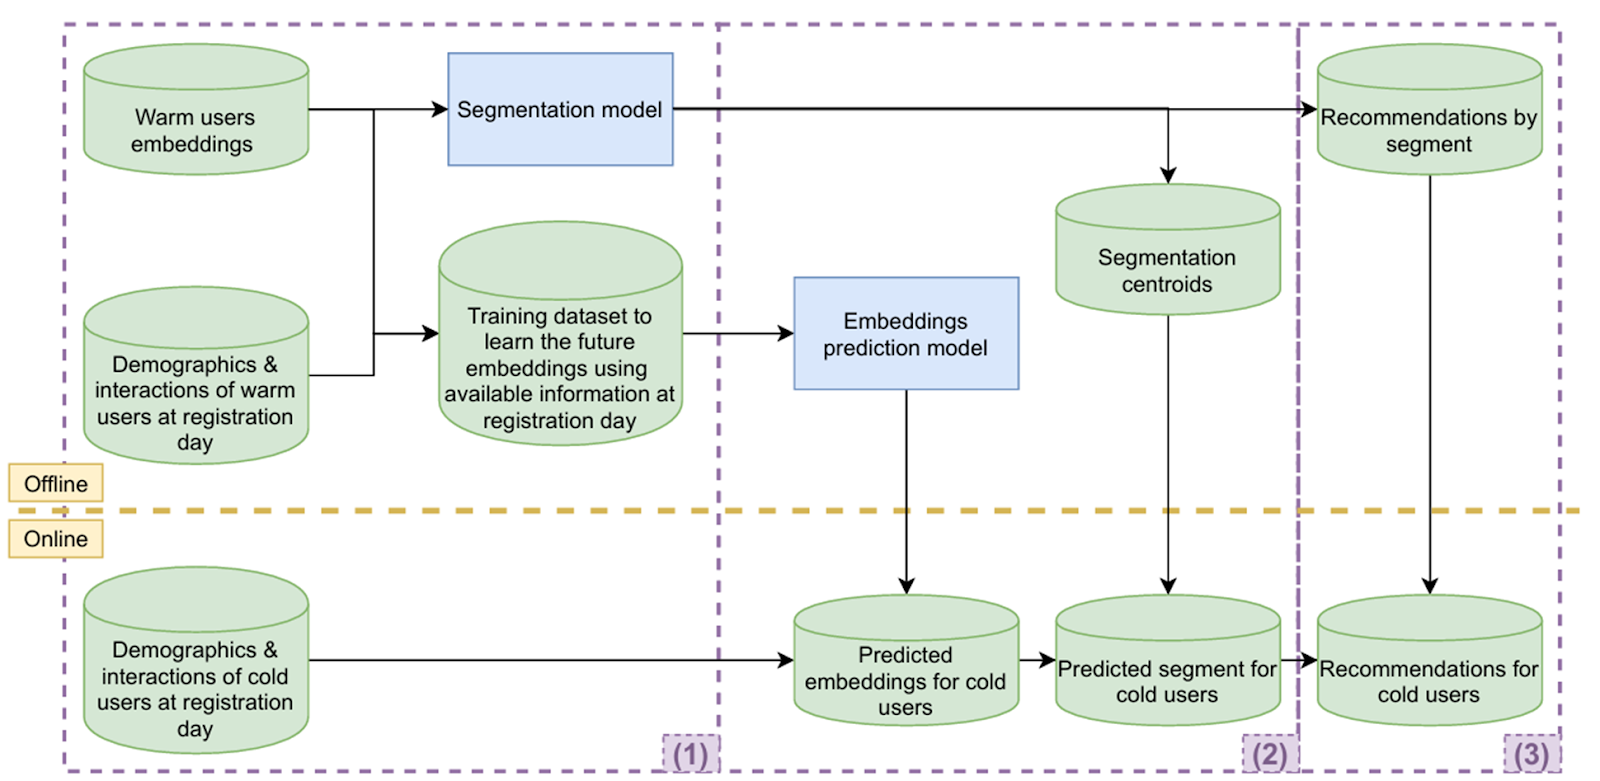 Warm users
embeddings
Segmentation model
Recommendations by
segment
Segmentation
centroids
Demographics &
interactions of warm
users at registration
day
Training dataset to
learn the future
embeddings using
available information at
registration day
Embeddings
prediction model
Offline
Online
Demographics &
interactions of cold
users at registration
day
Predicted
embeddings for cold
users
Predicted segment for
cold users
Recommendations for
cold users
(1)
(2)
(3)